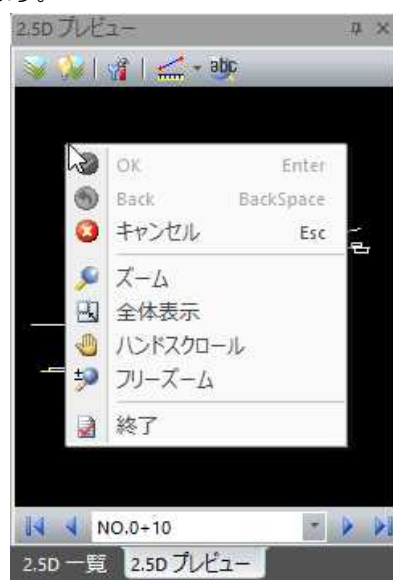 す。
2.5D プレビュー
abc
OK Enter
Back BackSpace
キャンセル Esc
ズーム
全体表示
ハンドスクロール
フリーズーム
終了
NO.0+10
2.5D 一覧 2.5D プレビュー